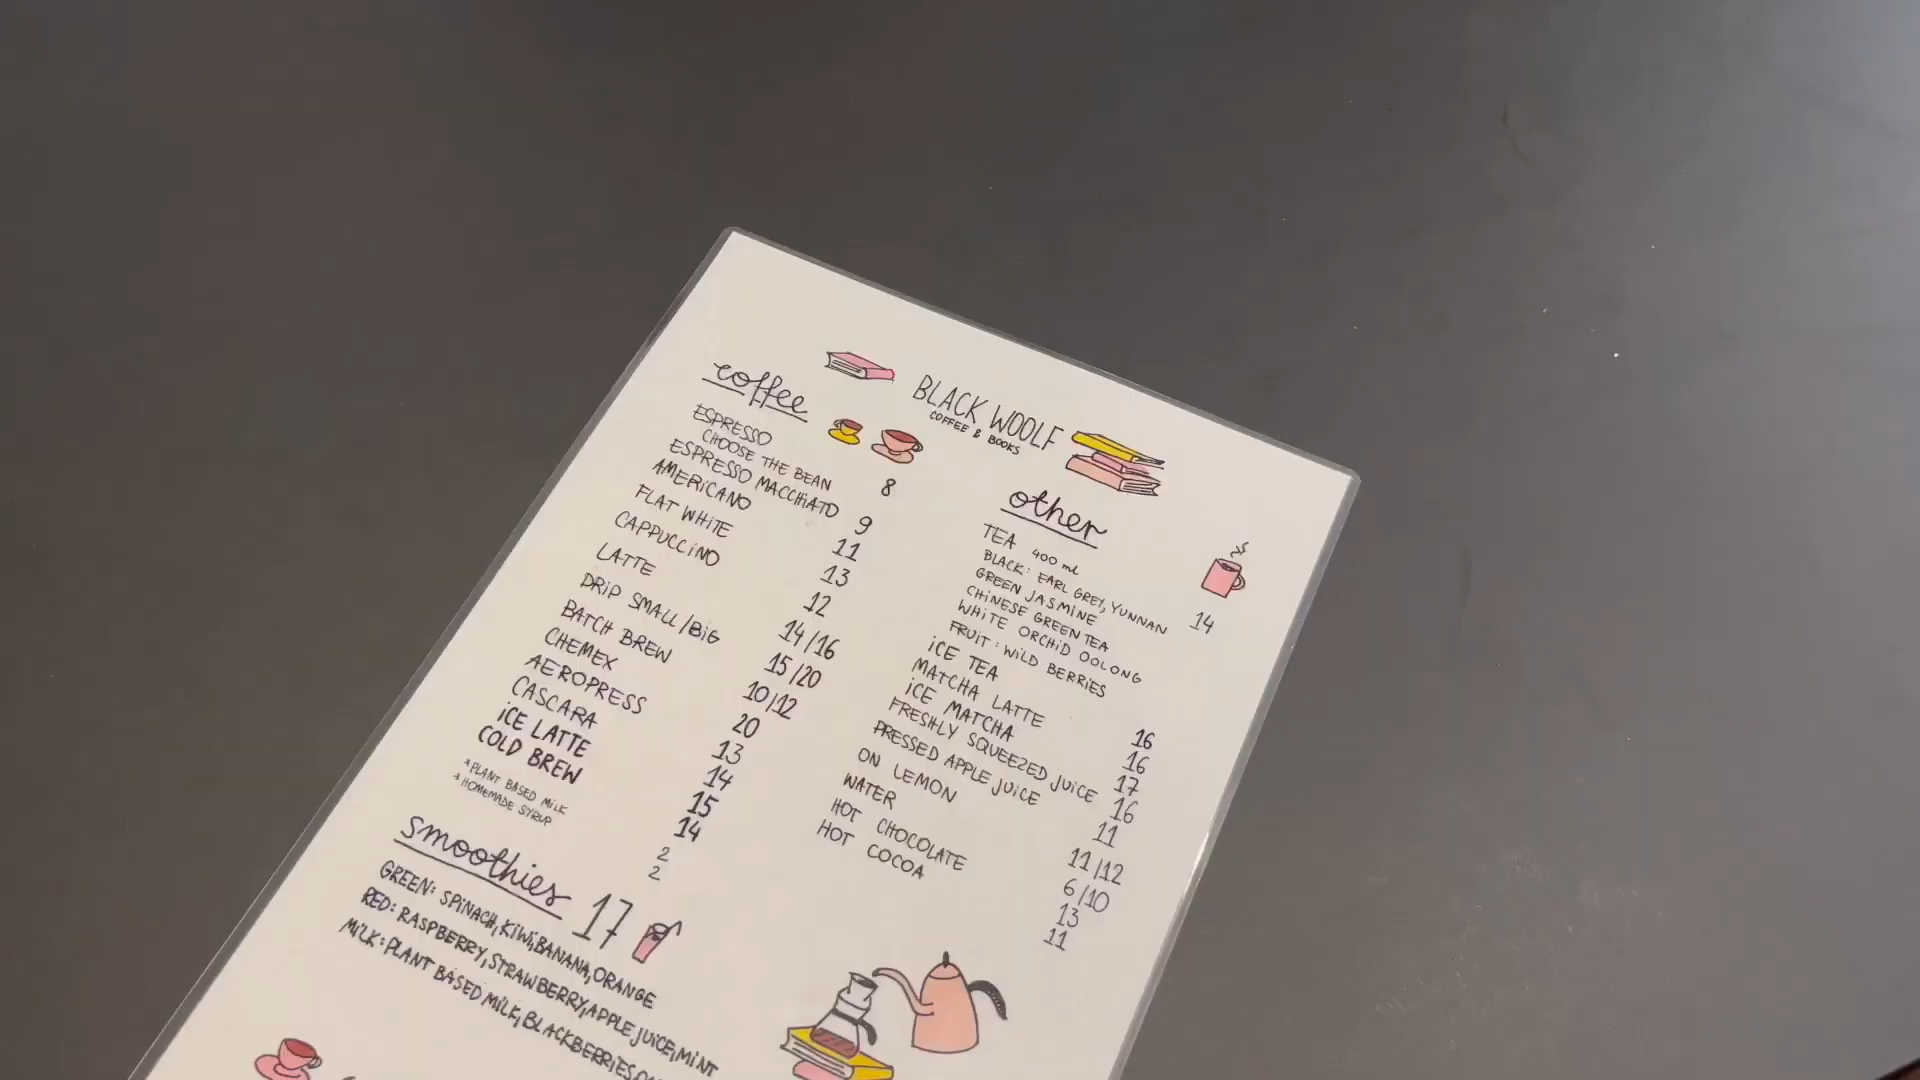 BLACK WOOLF
COFFEE & BOOKS
coffee
ESPRESSO
CHOOSE THE BEAN 8
ESPRESSO MACCHIATO 9
AMERICANO 11
FLAT WHITE 13
CAPPUCCINO 12
LATTE 14/16
DRIP SMALL/BIG 15/20
BATCH BREW 10/12
CHEMEX 20
AEROPRESS 13
CASCARA 14
ICE LATTE 15
COLD BREW 14
*PLANT BASED MILK 2
*HOMEMADE SYRUP 2
smoothies 17
GREEN: SPINACH, KIWI, BANANA, ORANGE
RED: RASPBERRY, STRAWBERRY, APPLE JUICE, MINT
MILK: PLANT BASED MILK, BLACKBERRIES,
other
TEA 400 ml
BLACK: EARL GREY, YUNNAN 14
GREEN JASMINE
CHINESE GREEN TEA
WHITE ORCHID OOLONG
FRUIT: WILD BERRIES
ICE TEA 16
MATCHA LATTE 16
ICE MATCHA 17
FRESHLY SQUEEZED JUICE 16
PRESSED APPLE JUICE 11
ON LEMON 11/12
WATER 6/10
HOT CHOCOLATE 13
HOT COCOA 11